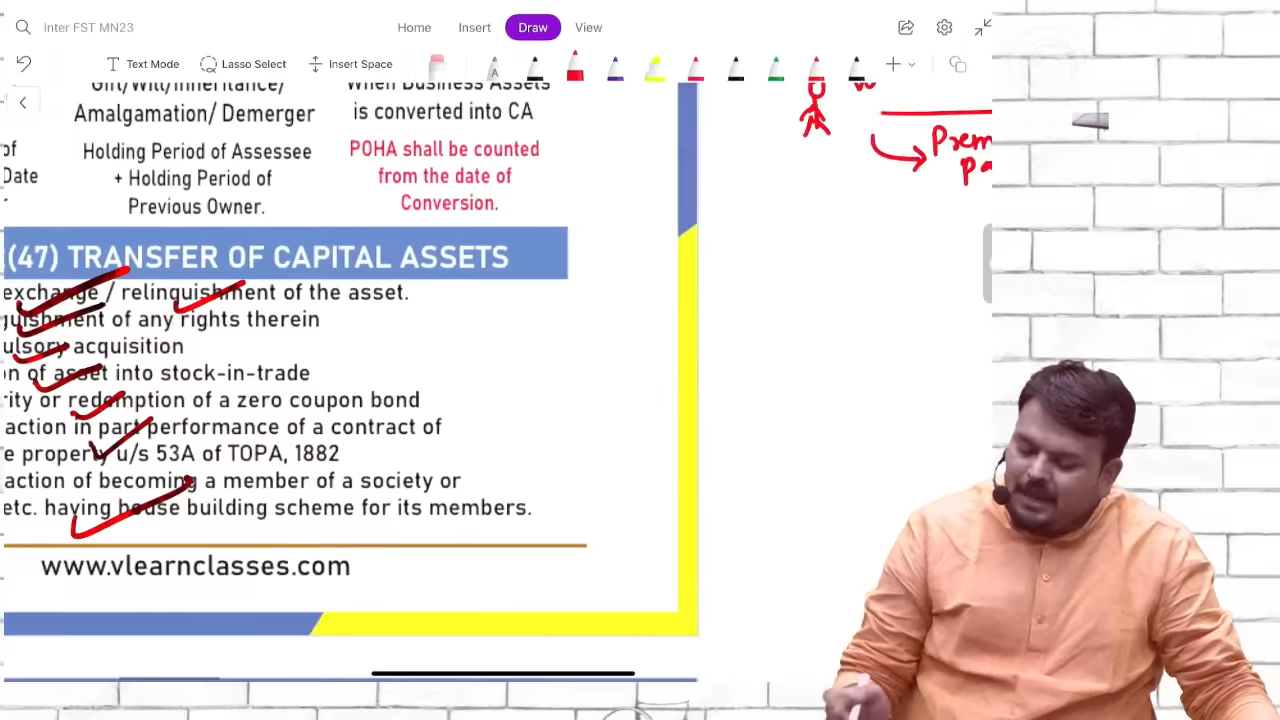 Inter FST MN23
Home
Insert
Draw
View
Text Mode
Lasso Select
Insert Space
A
Gift/Will/Inheritance/
Amalgamation/ Demerger
When Business Assets
is converted into CA
of
Date
Holding Period of Assessee
+ Holding Period of
Previous Owner.
POHA shall be counted
from the date of
Conversion.
(47) TRANSFER OF CAPITAL ASSETS
exchange / relinquishment of the asset.
guishment of any rights therein
ulsory acquisition
on of asset into stock-in-trade
rity or redemption of a zero coupon bond
action in part performance of a contract of
e property u/s 53A of TOPA, 1882
action of becoming a member of a society or
etc. having house building scheme for its members.
www.vlearnclasses.com
Prem
pa